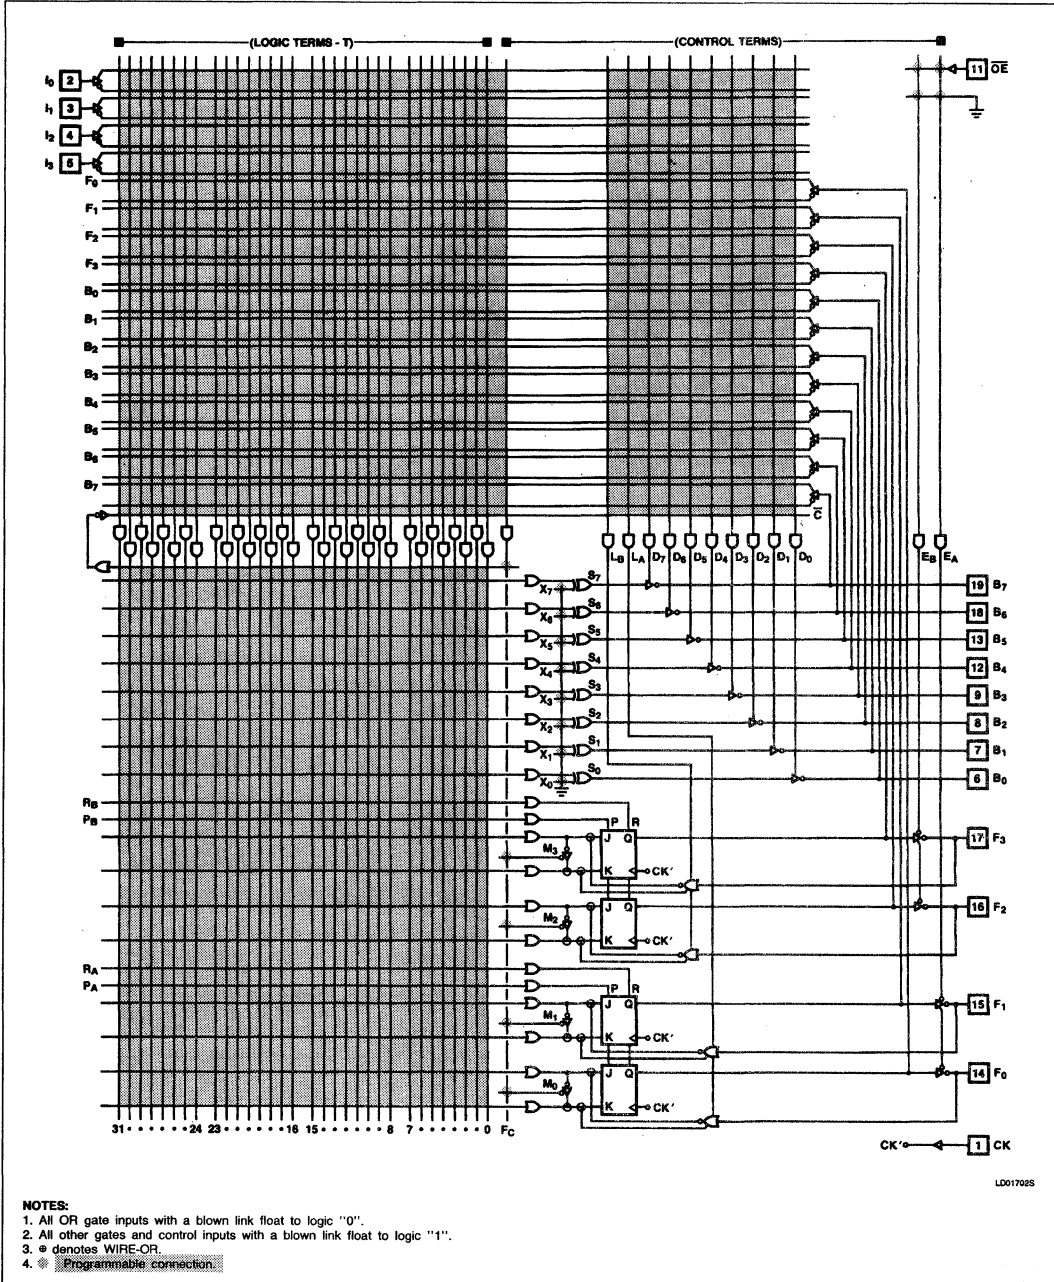 (LOGIC TERMS - T)
(CONTROL TERMS)
I0 2
11 OE
I1 3
I2 4
I3 5
F0
F1
F2
F3
B0
B1
B2
B3
B4
B5
B6
B7
C
LB LA D7 D6 D5 D4 D3 D2 D1 D0 EB EA
X7 S7 19 B7
X6 S6 18 B6
X5 S5 13 B5
X4 S4 12 B4
X3 S3 9 B3
X2 S2 8 B2
X1 S1 7 B1
X0 S0 6 B0
RB
PB P R
M3 J Q 17 F3
K CK'
M2 J Q 16 F2
K CK'
RA
PA P R
M1 J Q 15 F1
K CK'
M0 J Q 14 F0
K CK'
31 24 23 16 15 8 7 0 FC
CK' 1 CK
LD01702S
NOTES:
1. All OR gate inputs with a blown link float to logic "0".
2. All other gates and control inputs with a blown link float to logic "1".
3. ⊕ denotes WIRE-OR.
4. Programmable connection.